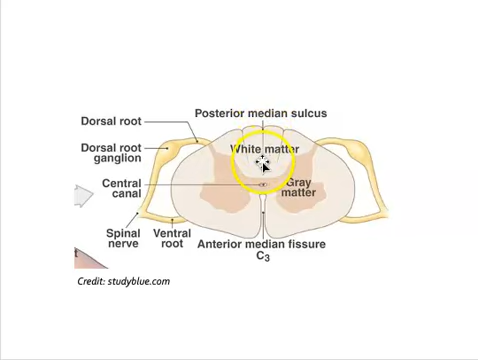 Posterior median sulcus
Dorsal root
Dorsal root
ganglion
White matter
Central
canal
Gray
matter
Spinal
nerve
Ventral
root
Anterior median fissure
C3
t
Credit: studyblue.com